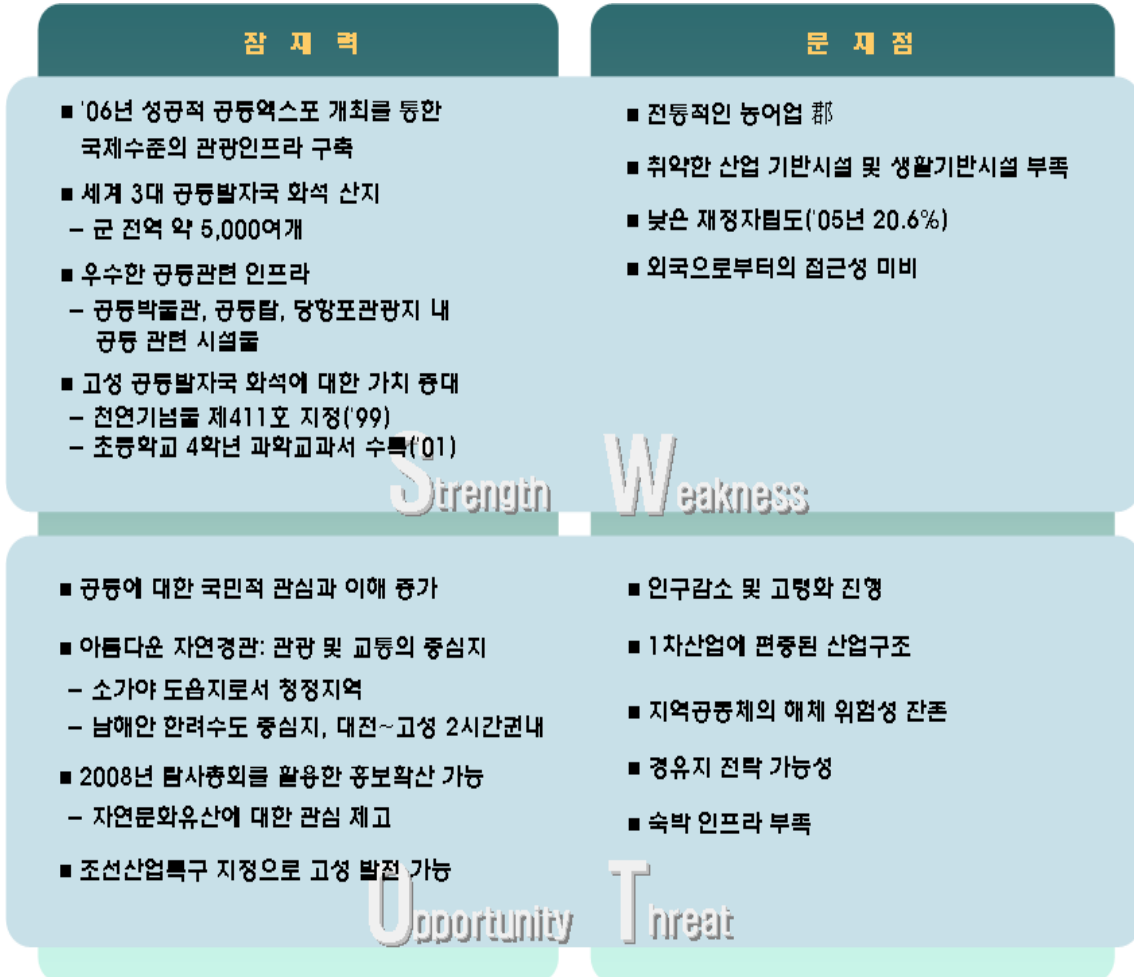 잠 재 력
■ '06년 성공적 공룡엑스포 개최를 통한
국제수준의 관광인프라 구축
■ 세계 3대 공룡발자국 화석 산지
– 군 전역 약 5,000여개
■ 우수한 공룡관련 인프라
– 공룡박물관, 공룡탑, 당항포관광지 내
공룡 관련 시설물
■ 고성 공룡발자국 화석에 대한 가치 증대
– 천연기념물 제411호 지정('99)
– 초등학교 4학년 과학교과서 수록('01)
Strength
문 제 점
■ 전통적인 농어업 郡
■ 취약한 산업 기반시설 및 생활기반시설 부족
■ 낮은 재정자립도('05년 20.6%)
■ 외국으로부터의 접근성 미비
Weakness
■ 공룡에 대한 국민적 관심과 이해 증가
■ 아름다운 자연경관: 관광 및 교통의 중심지
– 소가야 도읍지로서 청정지역
– 남해안 한려수도 중심지, 대전~고성 2시간권내
■ 2008년 람사총회를 활용한 홍보확산 가능
– 자연문화유산에 대한 관심 제고
■ 조선산업특구 지정으로 고성 발전 가능
Opportunity
■ 인구감소 및 고령화 진행
■ 1차산업에 편중된 산업구조
■ 지역공동체의 해체 위험성 잔존
■ 경유지 전락 가능성
■ 숙박 인프라 부족
Threat